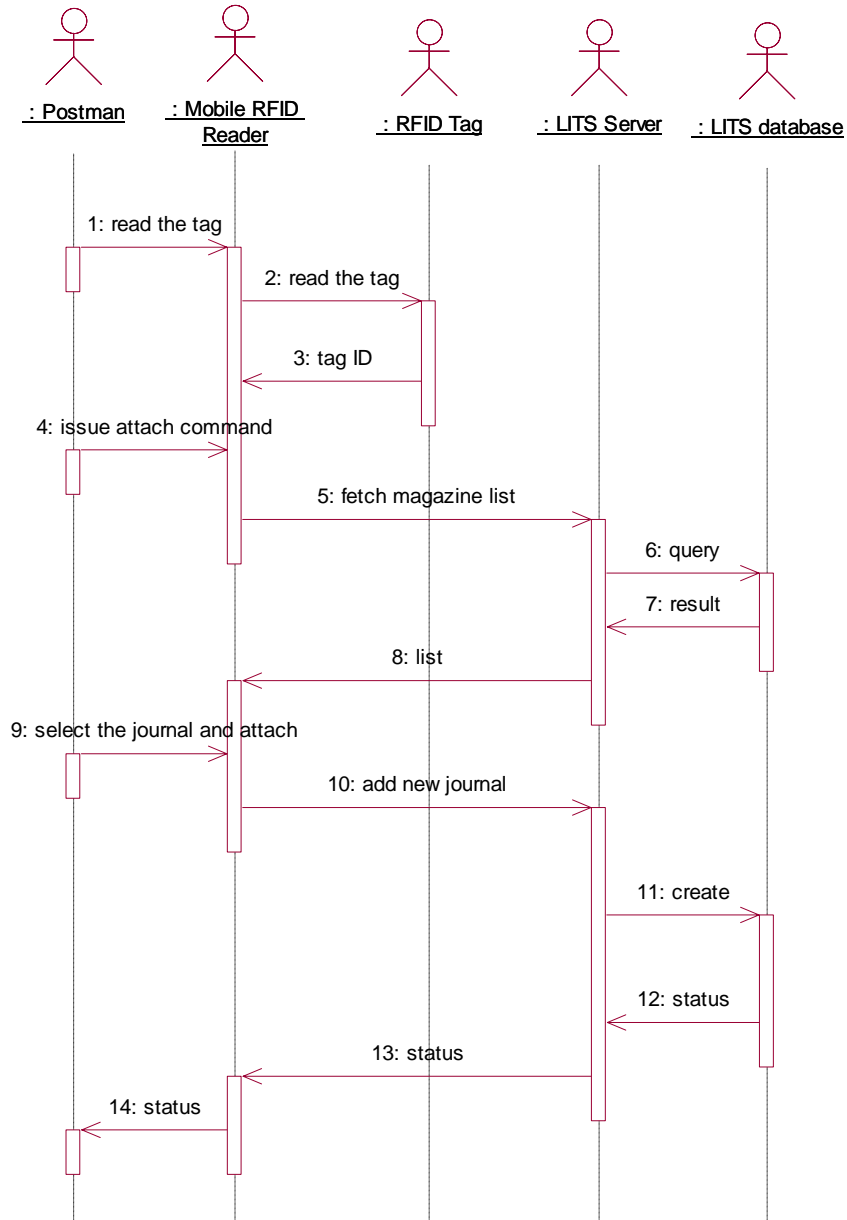 : Postman
: Mobile RFID
Reader
: RFID Tag
: LITS Server
: LITS database
1: read the tag
2: read the tag
3: tag ID
4: issue attach command
5: fetch magazine list
6: query
7: result
8: list
9: select the journal and attach
10: add new journal
11: create
12: status
13: status
14: status